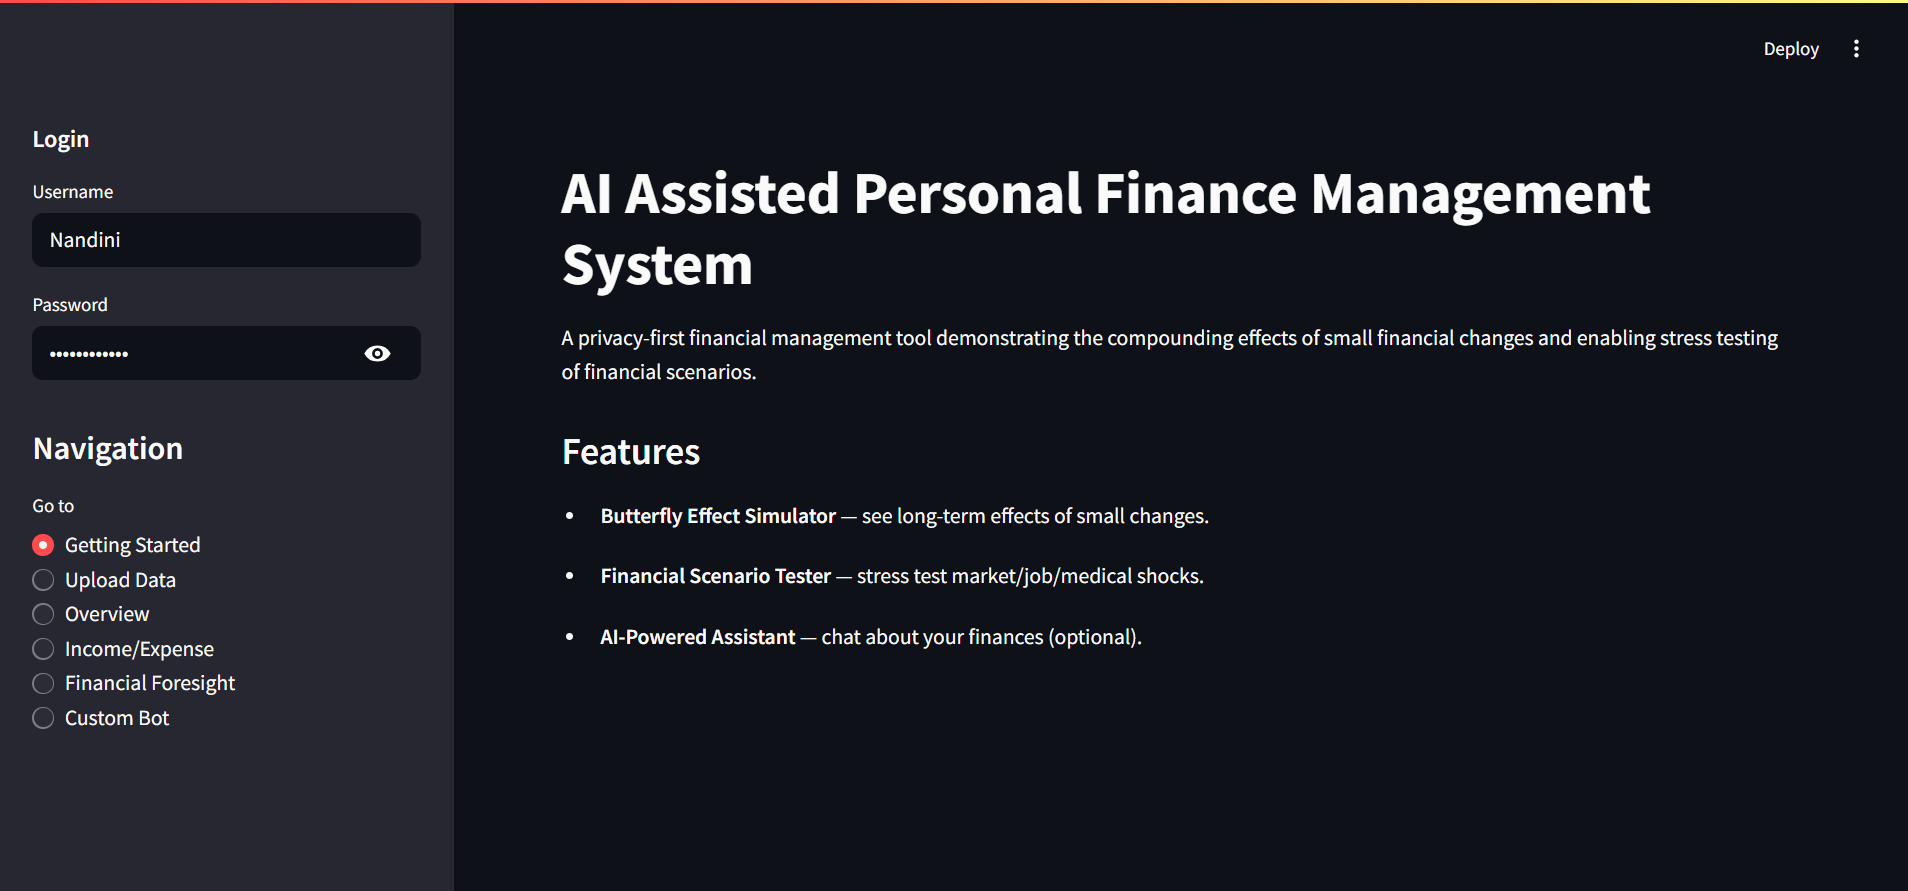 Deploy
Login
Username
Nandini
Password
••••••••••••
Navigation
Go to
Getting Started
Upload Data
Overview
Income/Expense
Financial Foresight
Custom Bot
AI Assisted Personal Finance Management
System
A privacy-first financial management tool demonstrating the compounding effects of small financial changes and enabling stress testing
of financial scenarios.
Features
• Butterfly Effect Simulator — see long-term effects of small changes.
• Financial Scenario Tester — stress test market/job/medical shocks.
• AI-Powered Assistant — chat about your finances (optional).